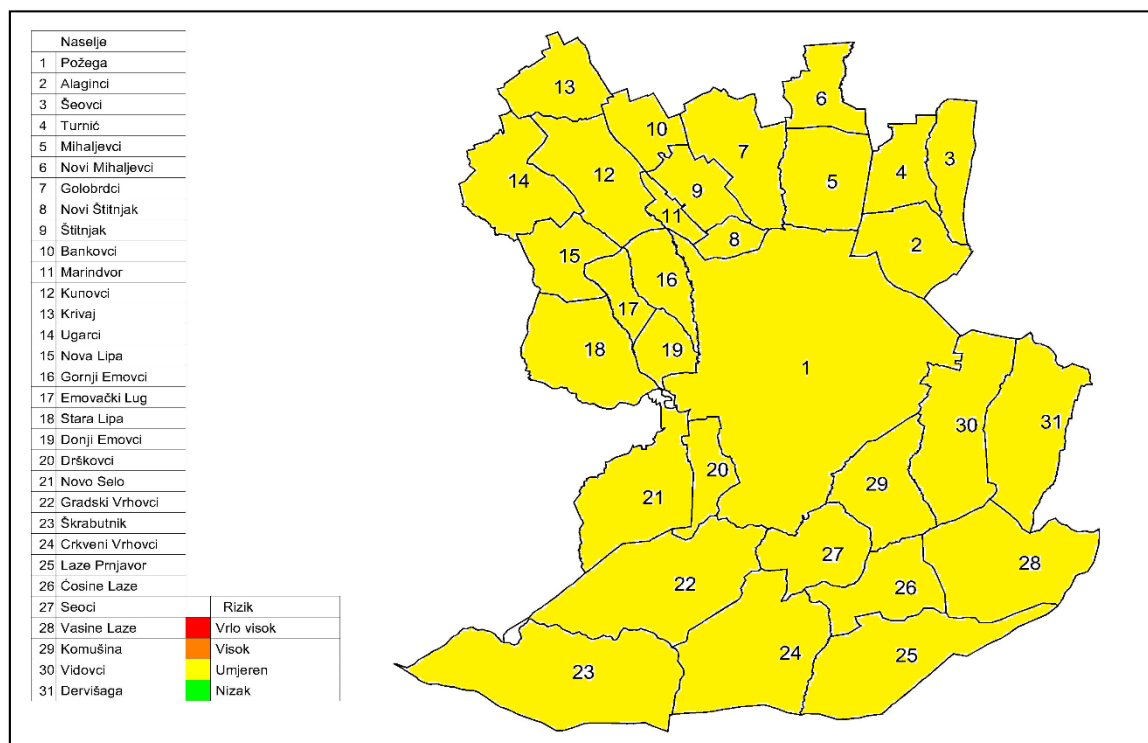 Naselje
1 Požega
2 Alaginci
3 Šeovci
4 Turnić
5 Mihaljevci
6 Novi Mihaljevci
7 Golobrdci
8 Novi Štitnjak
9 Štitnjak
10 Bankovci
11 Marindvor
12 Kunovci
13 Krivaj
14 Ugarci
15 Nova Lipa
16 Gornji Emovci
17 Emovački Lug
18 Stara Lipa
19 Donji Emovci
20 Drškovci
21 Novo Selo
22 Gradski Vrhovci
23 Škrabutnik
24 Crkveni Vrhovci
25 Laze Prnjavor
26 Ćosine Laze
27 Seoci
28 Vasine Laze
29 Komušina
30 Vidovci
31 Dervišaga
Rizik
Vrlo visok
Visok
Umjeren
Nizak
13
6
10
7
3
4
5
12
14
9
11
8
2
15
16
17
18
19
1
30
31
20
29
21
27
28
22
26
24
25
23